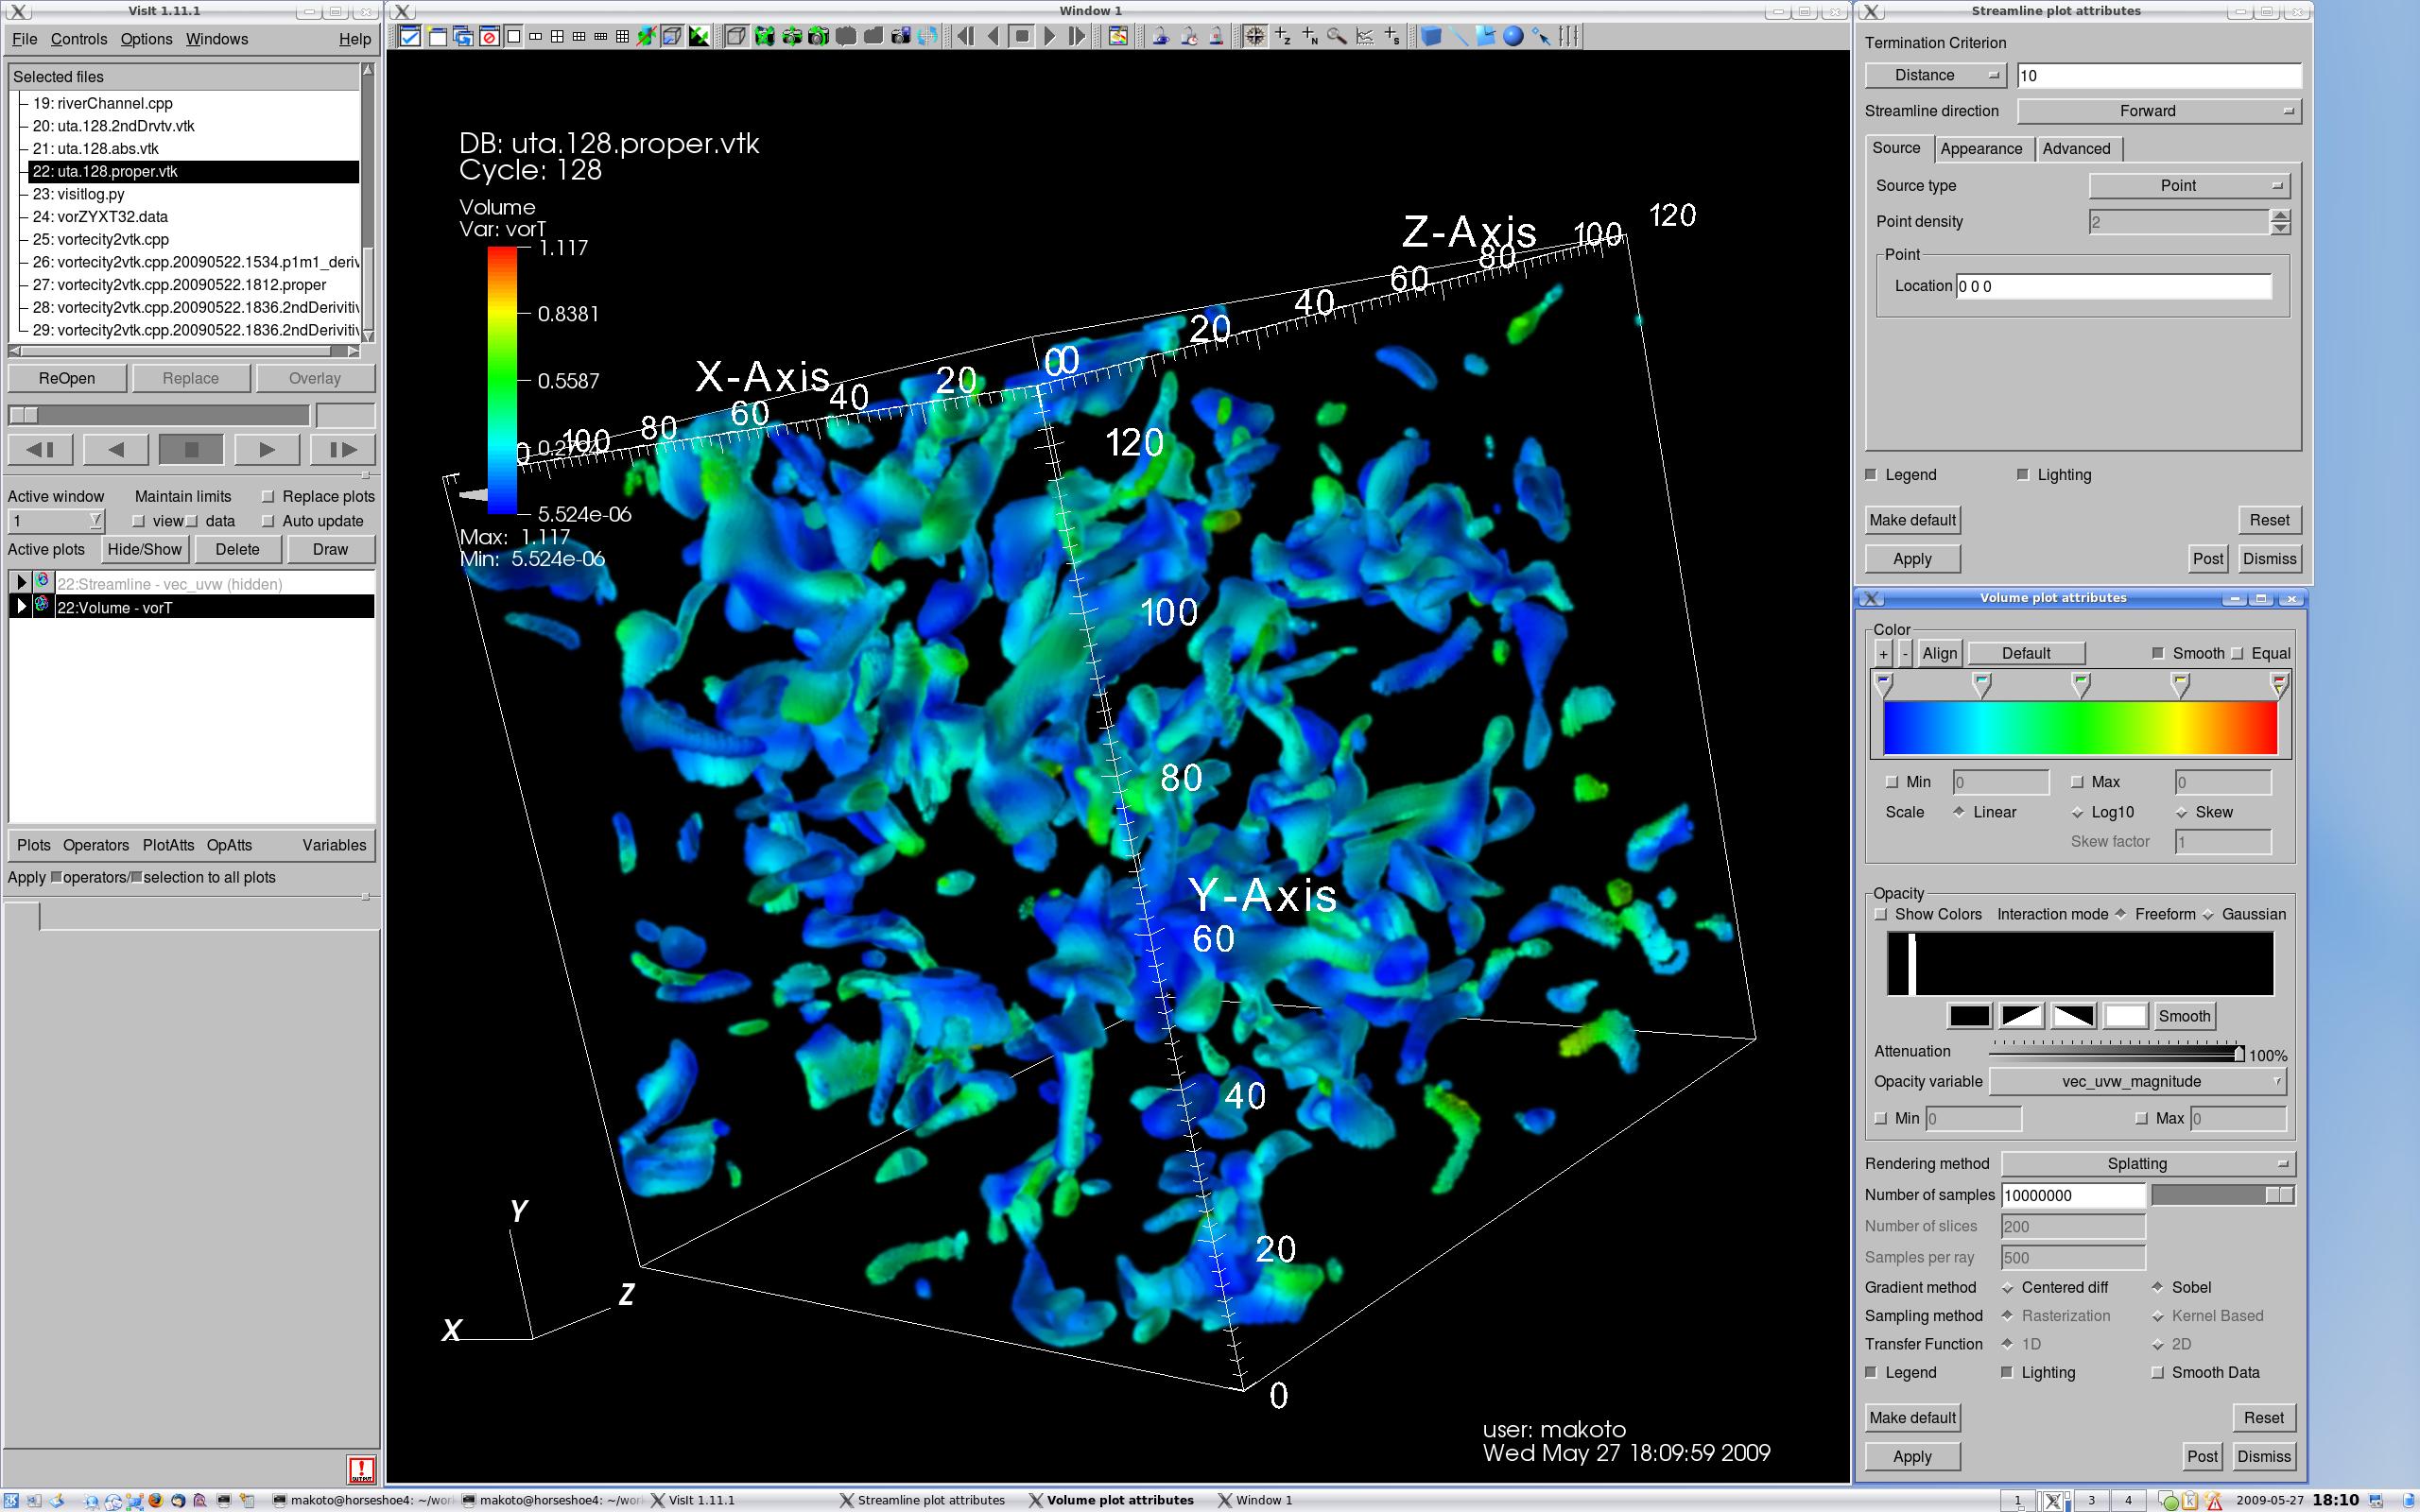 VisIt 1.11.1
File Controls Options Windows Help
Selected files
19: riverChannel.cpp
20: uta.128.2ndDrvtv.vtk
21: uta.128.abs.vtk
22: uta.128.proper.vtk
23: visitlog.py
24: vorZYXT32.data
25: vortecity2vtk.cpp
26: vortecity2vtk.cpp.20090522.1534.p1m1_deriv
27: vortecity2vtk.cpp.20090522.1812.proper
28: vortecity2vtk.cpp.20090522.1836.2ndDerivitiv
29: vortecity2vtk.cpp.20090522.1836.2ndDerivitiv
ReOpen Replace Overlay
Active window Maintain limits Replace plots
1 view data Auto update
Active plots Hide/Show Delete Draw
22:Streamline - vec_uvw (hidden)
22:Volume - vorT
Plots Operators PlotAtts OpAtts Variables
Apply operators/ selection to all plots
Window 1
DB: uta.128.proper.vtk
Cycle: 128
Volume
Var: vorT
1.117
0.8381
0.5587
5.524e-06
Max: 1.117
Min: 5.524e-06
X-Axis
100 80 60 40 20 0
Z-Axis
0 20 40 60 80 100 120
120
100
80
Y-Axis
60
40
20
0
Y
Z
X
user: makoto
Wed May 27 18:09:59 2009
Streamline plot attributes
Termination Criterion
Distance 10
Streamline direction Forward
Source Appearance Advanced
Source type Point
Point density 2
Point
Location 0 0 0
Legend Lighting
Make default Reset
Apply Post Dismiss
Volume plot attributes
Color
+ - Align Default Smooth Equal
Min 0 Max 0
Scale Linear Log10 Skew
Skew factor 1
Opacity
Show Colors Interaction mode Freeform Gaussian
Smooth
Attenuation 100%
Opacity variable vec_uvw_magnitude
Min 0 Max 0
Rendering method Splatting
Number of samples 10000000
Number of slices 200
Samples per ray 500
Gradient method Centered diff Sobel
Sampling method Rasterization Kernel Based
Transfer Function 1D 2D
Legend Lighting Smooth Data
Make default Reset
Apply Post Dismiss
makoto@horseshoe4: ~/wor makoto@horseshoe4: ~/wor VisIt 1.11.1 Streamline plot attributes Volume plot attributes Window 1 1 3 4 2009-05-27 18:10